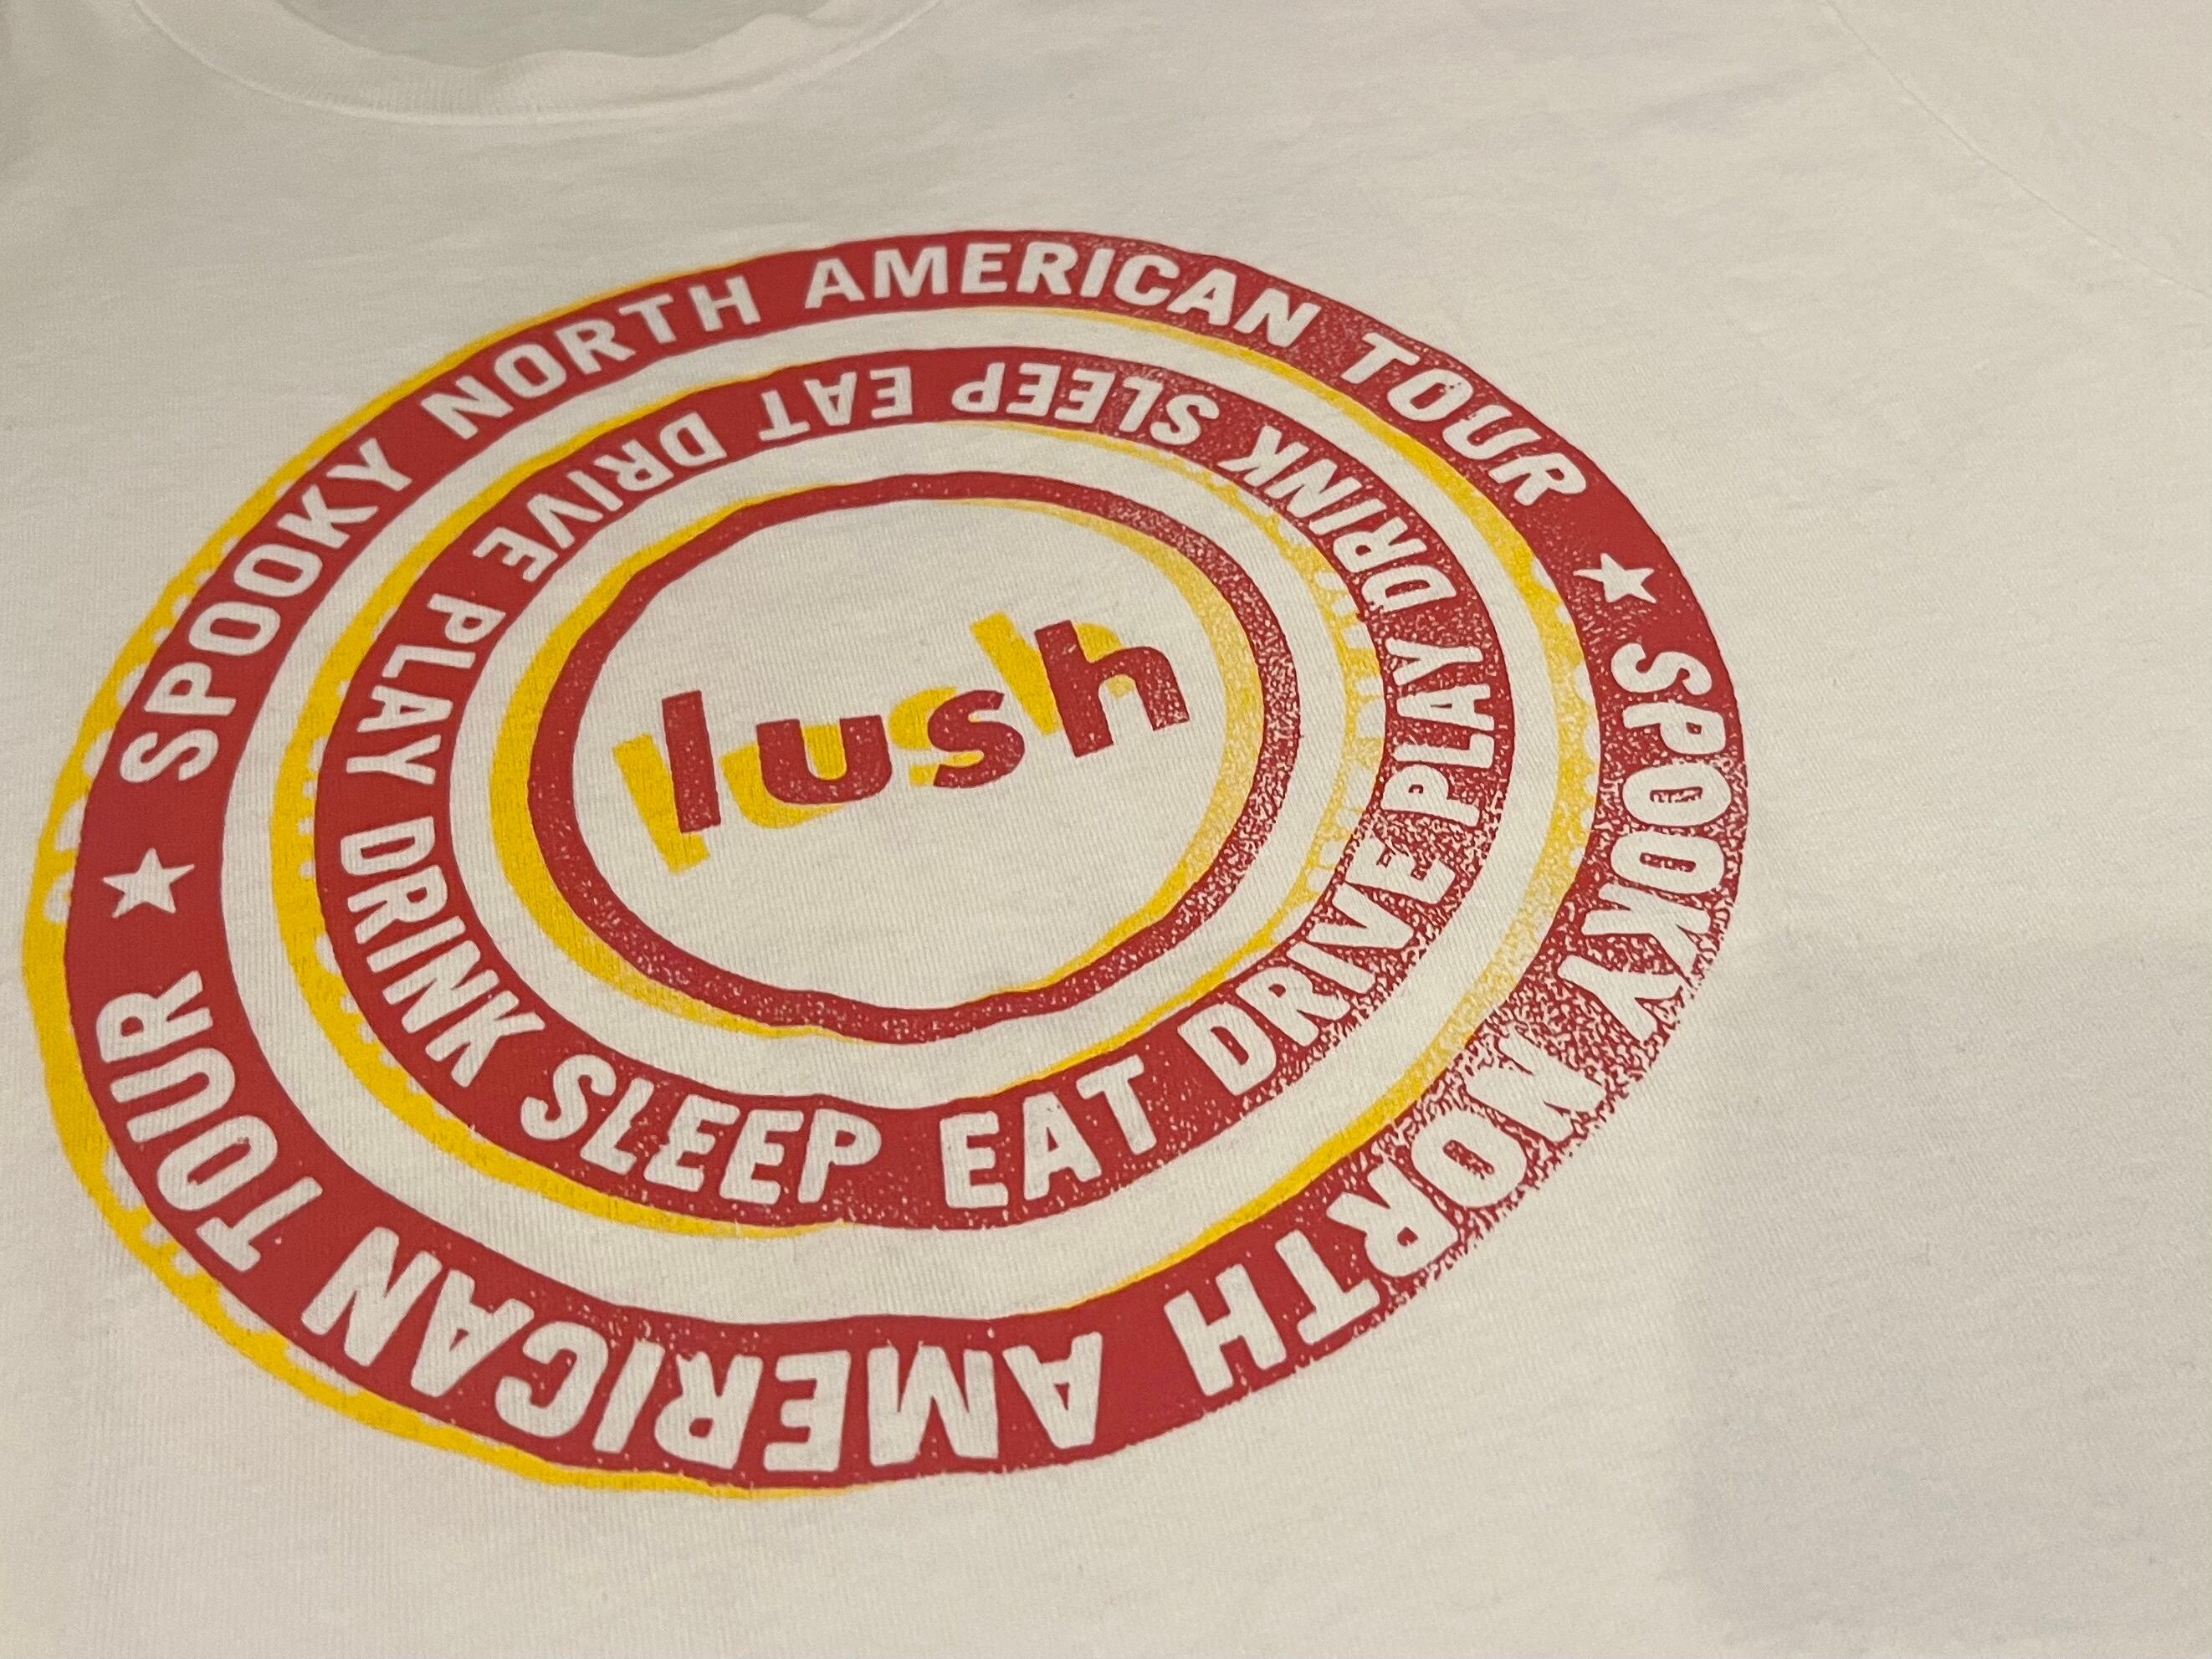 SPOOKY NORTH AMERICAN TOUR ★ SPOOKY NORTH AMERICAN TOUR ★
PLAY DRINK SLEEP EAT DRIVE PLAY DRINK SLEEP EAT DRIVE
lush